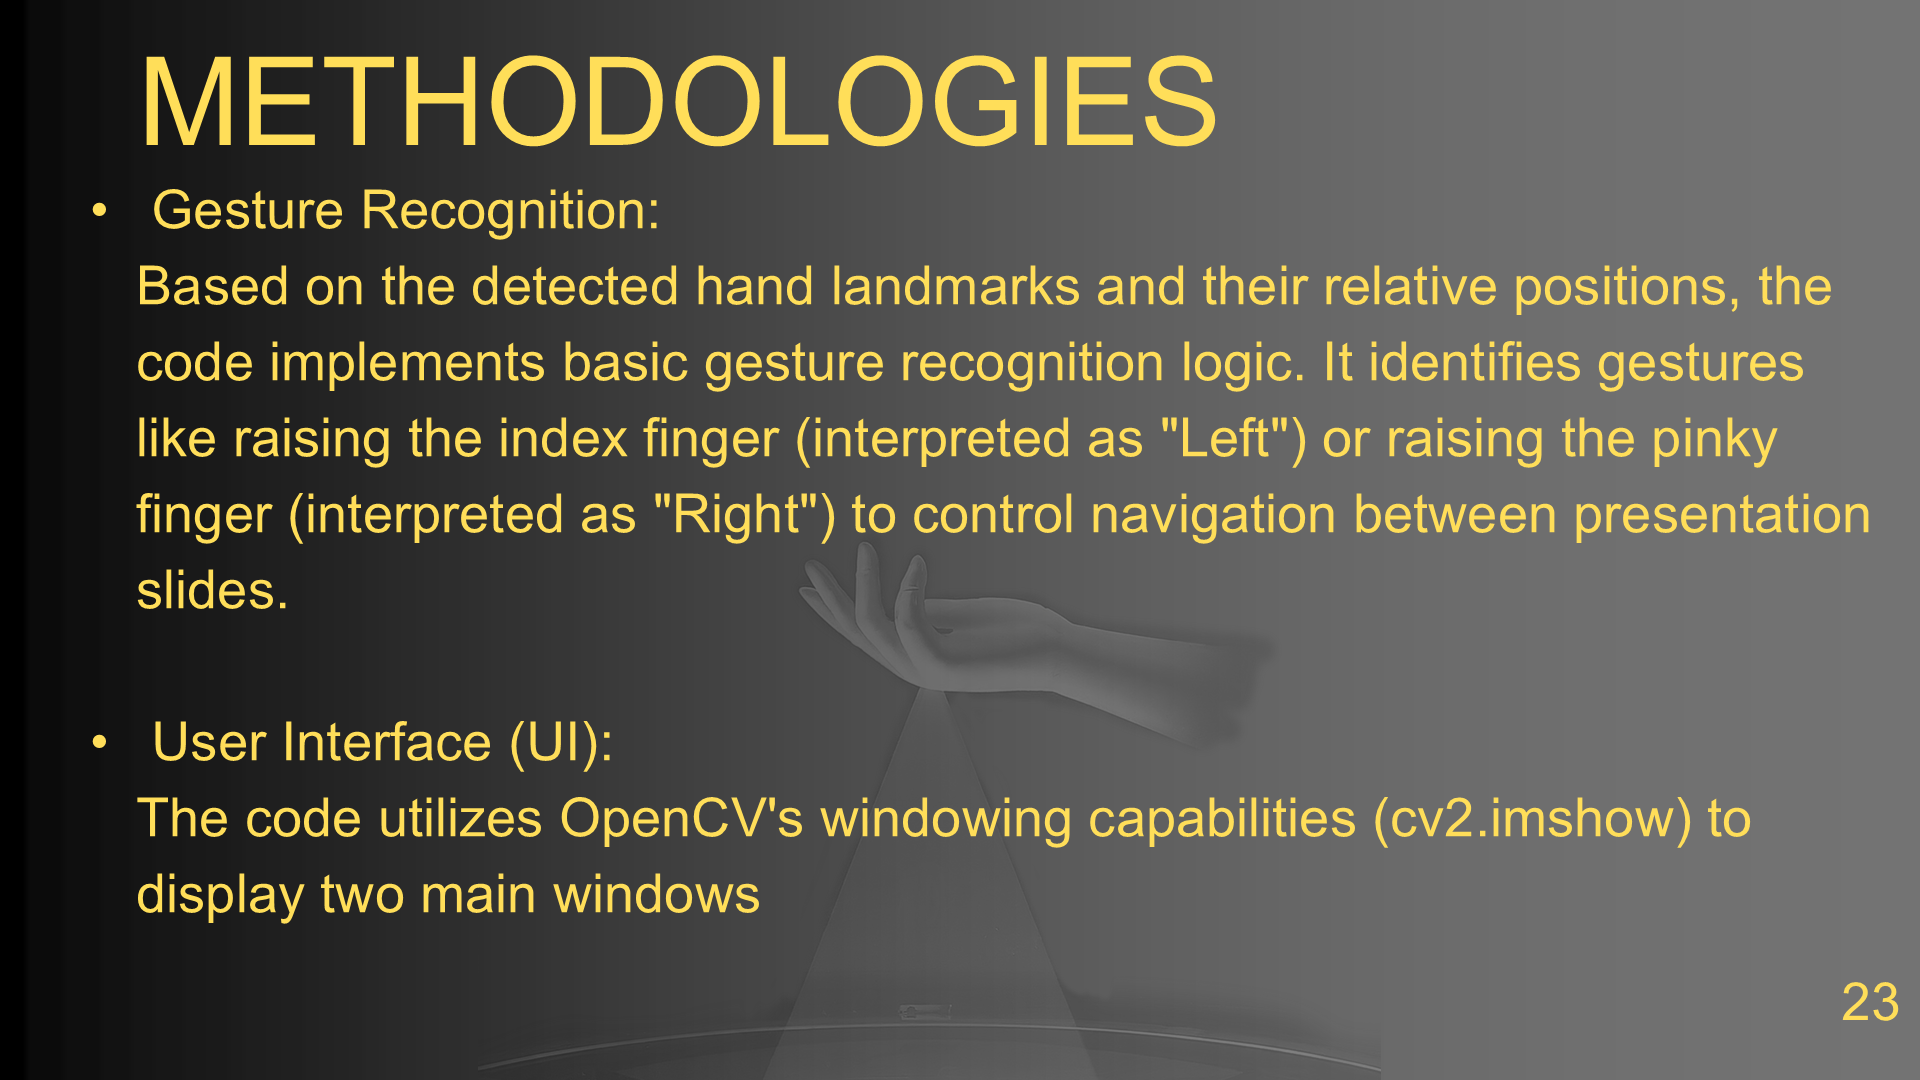 METHODOLOGIES
• Gesture Recognition:
Based on the detected hand landmarks and their relative positions, the
code implements basic gesture recognition logic. It identifies gestures
like raising the index finger (interpreted as "Left") or raising the pinky
finger (interpreted as "Right") to control navigation between presentation
slides.
• User Interface (UI):
The code utilizes OpenCV's windowing capabilities (cv2.imshow) to
display two main windows
23